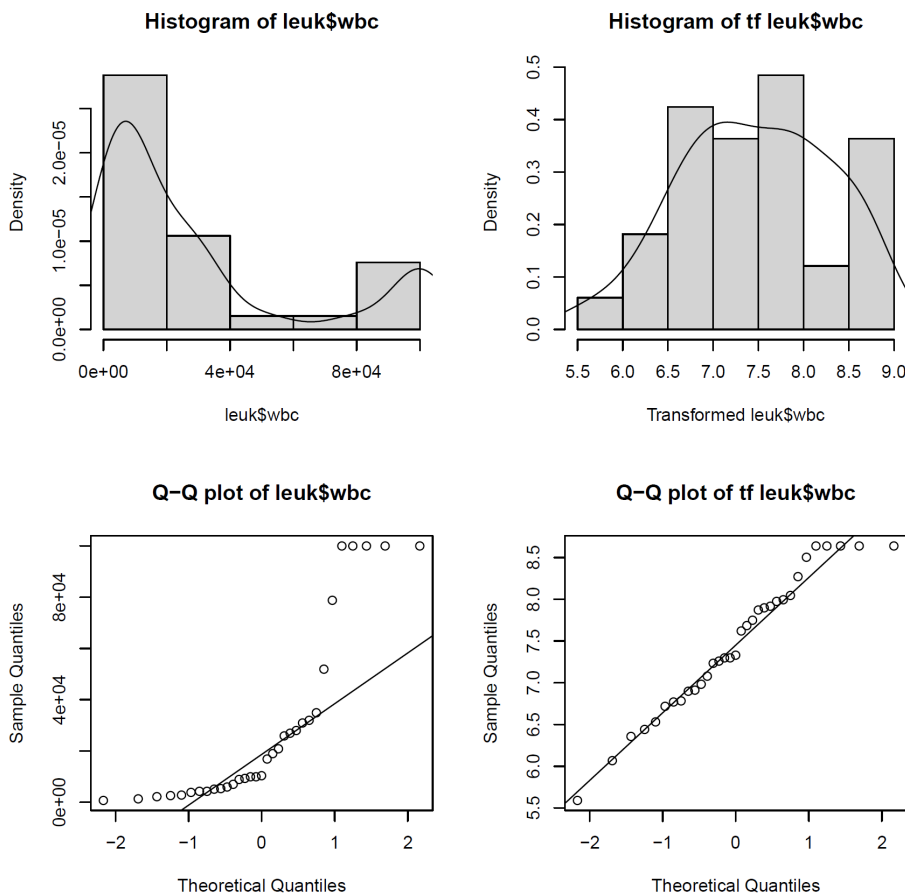 Histogram of leuk$wbc
Density
0.0e+00 1.0e-05 2.0e-05
0e+00 4e+04 8e+04
leuk$wbc
Histogram of tf leuk$wbc
Density
0.0 0.1 0.2 0.3 0.4 0.5
5.5 6.0 6.5 7.0 7.5 8.0 8.5 9.0
Transformed leuk$wbc
Q−Q plot of leuk$wbc
Sample Quantiles
0e+00 4e+04 8e+04
−2 −1 0 1 2
Theoretical Quantiles
Q−Q plot of tf leuk$wbc
Sample Quantiles
5.5 6.0 6.5 7.0 7.5 8.0 8.5
−2 −1 0 1 2
Theoretical Quantiles